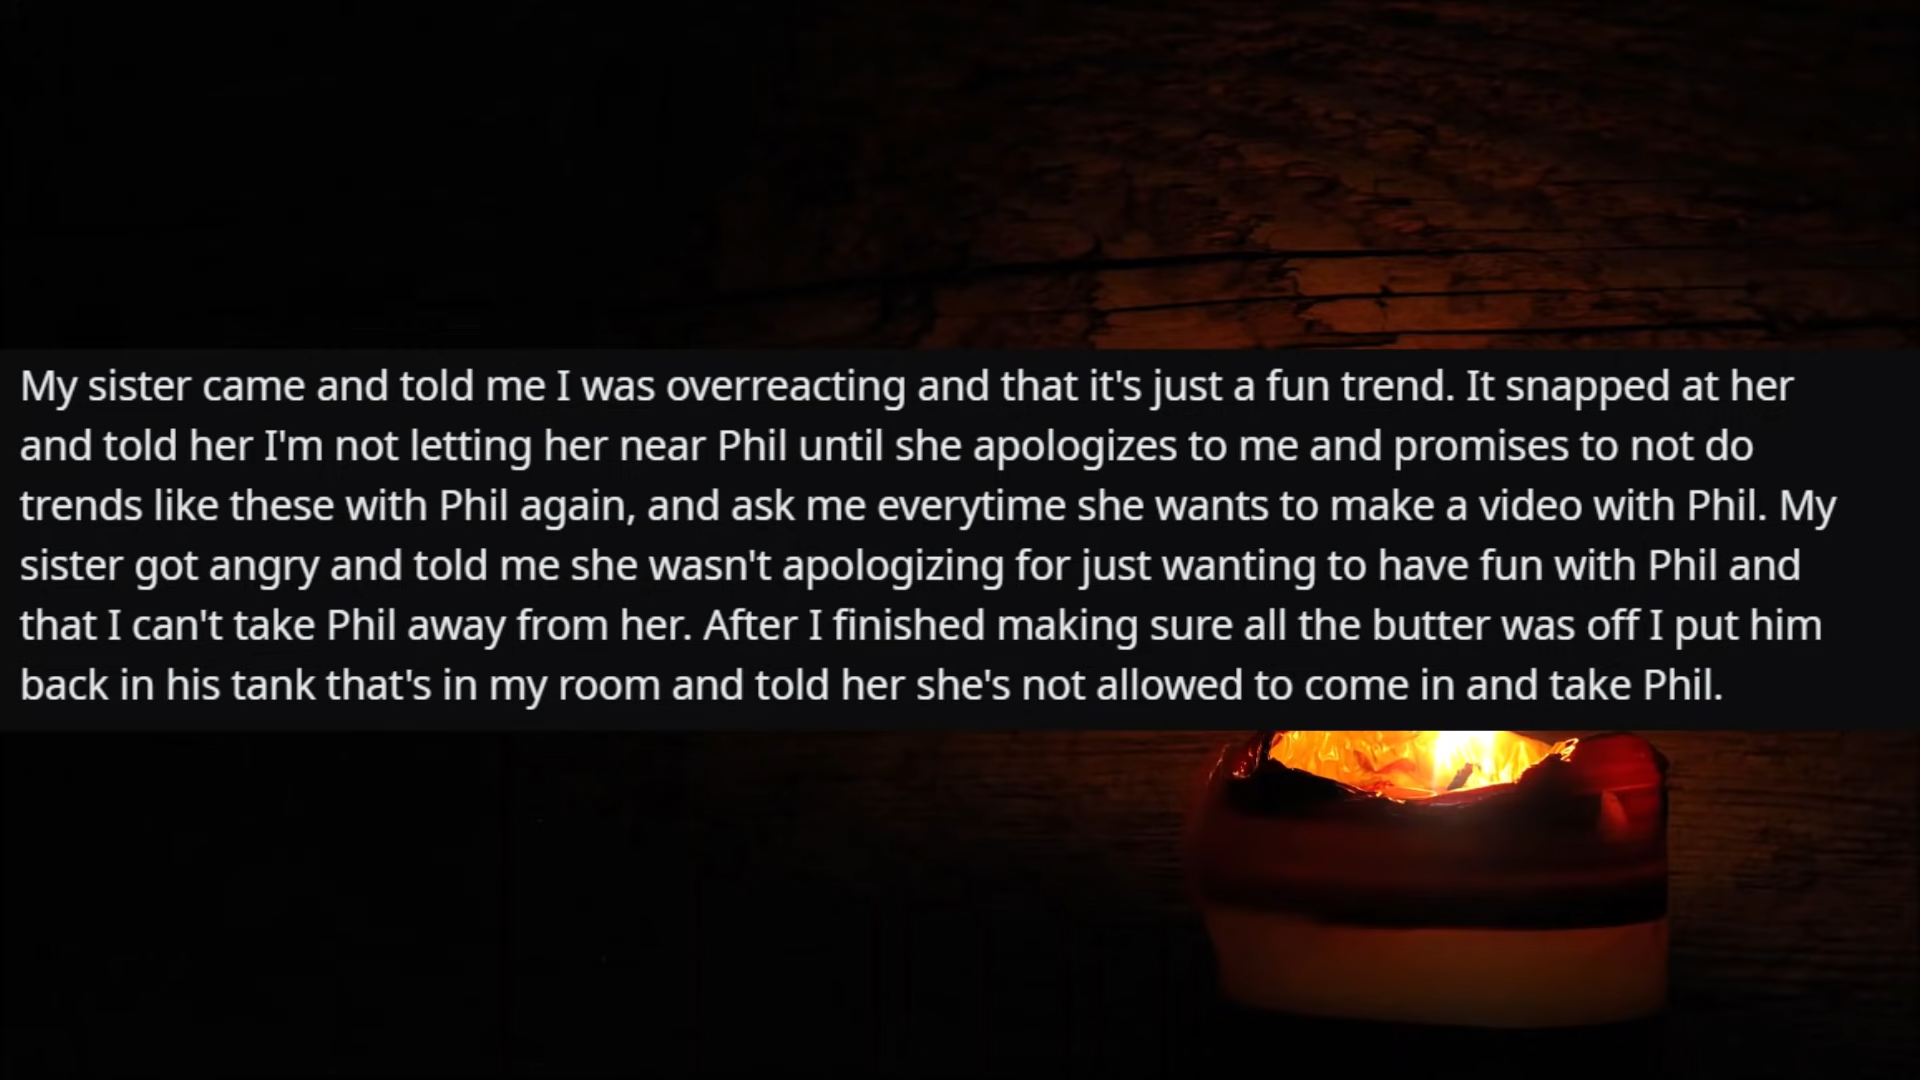 My sister came and told me I was overreacting and that it's just a fun trend. It snapped at her
and told her I'm not letting her near Phil until she apologizes to me and promises to not do
trends like these with Phil again, and ask me everytime she wants to make a video with Phil. My
sister got angry and told me she wasn't apologizing for just wanting to have fun with Phil and
that I can't take Phil away from her. After I finished making sure all the butter was off I put him
back in his tank that's in my room and told her she's not allowed to come in and take Phil.